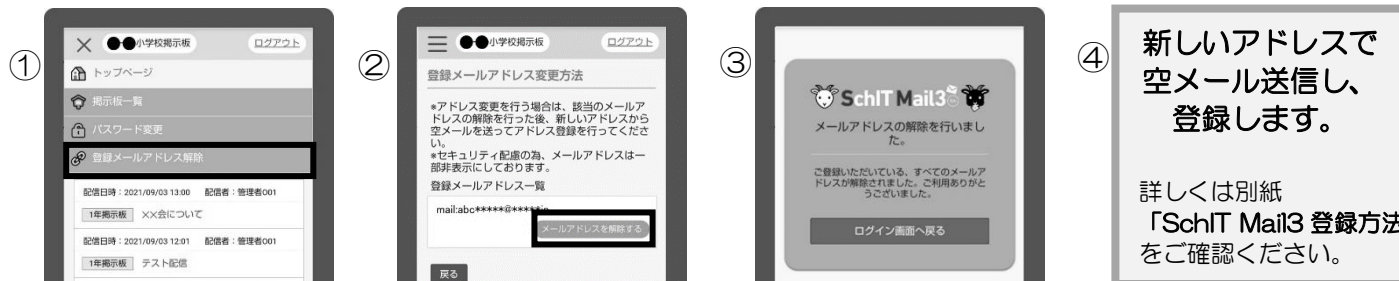 ①
●●小学校掲示板
ログアウト
トップページ
掲示板一覧
パスワード変更
登録メールアドレス解除
配信日時：2021/09/03 13:00 配信者：管理者001
1年掲示板 XX会について
配信日時：2021/09/03 12:01 配信者：管理者001
1年掲示板 テスト配信
②
●●小学校掲示板
ログアウト
登録メールアドレス変更方法
*アドレス変更を行う場合は、該当のメールア
ドレスの解除を行った後、新しいアドレスから
空メールを送ってアドレス登録を行ってくださ
い。
*セキュリティ配慮の為、メールアドレスは一
部非表示にしております。
登録メールアドレス一覧
mail:abc*****@*****
メールアドレスを解除する
戻る
③
SchIT Mail3
メールアドレスの解除を行いまし
た。
ご登録いただいている、すべてのメールア
ドレスが解除されました。ご利用ありがと
うございました。
ログイン画面へ戻る
④
新しいアドレスで
空メール送信し、
登録します。
詳しくは別紙
「SchIT Mail3 登録方法
をご確認ください。